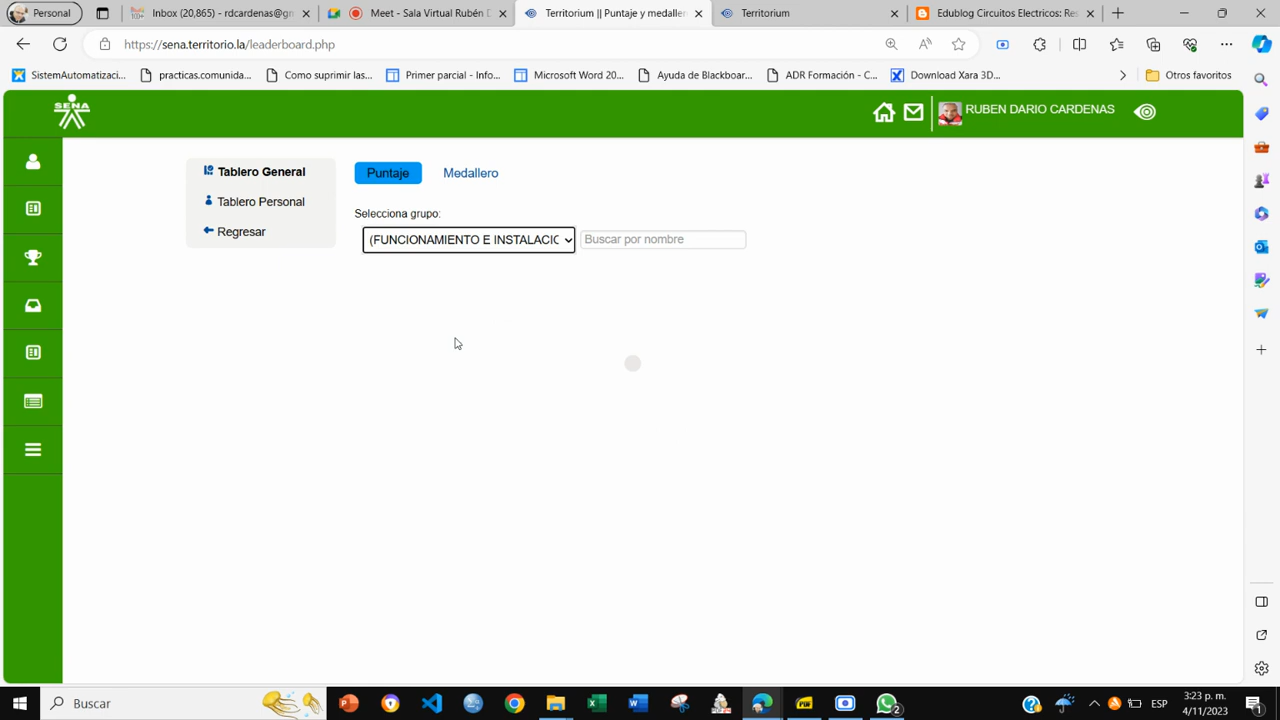 Personal
Inbox (20,865) - rdcardenas@gn
Meet - Sala Virtual Rubén D
Territorium || Puntaje y medaller
Territorium
Edublog Circuitos Electricos: Re
https://sena.territorio.la/leaderboard.php
SistemAutomatizaci...
practicas.comunida...
Como suprimir las...
Primer parcial - Info...
Microsoft Word 20...
Ayuda de Blackboar...
ADR Formación - C...
Download Xara 3D...
Otros favoritos
SENA
RUBEN DARIO CARDENAS
Tablero General
Puntaje
Medallero
Tablero Personal
Selecciona grupo:
Regresar
(FUNCIONAMIENTO E INSTALACIC
Buscar por nombre
Buscar
2
ESP
3:23 p. m.
4/11/2023
1